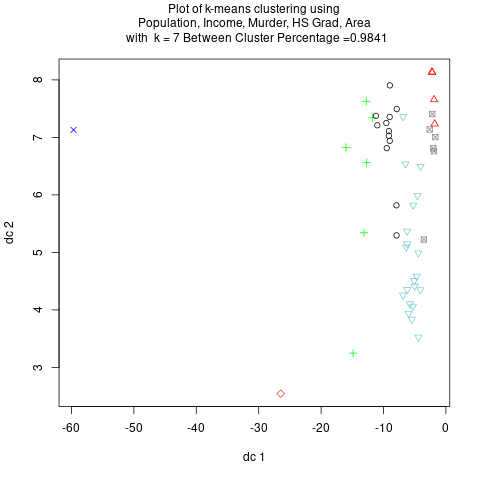 Plot of k-means clustering using
Population, Income, Murder, HS Grad, Area
with k = 7 Between Cluster Percentage =0.9841
8
7
6
5
4
3
dc 2
-60 -50 -40 -30 -20 -10 0
dc 1